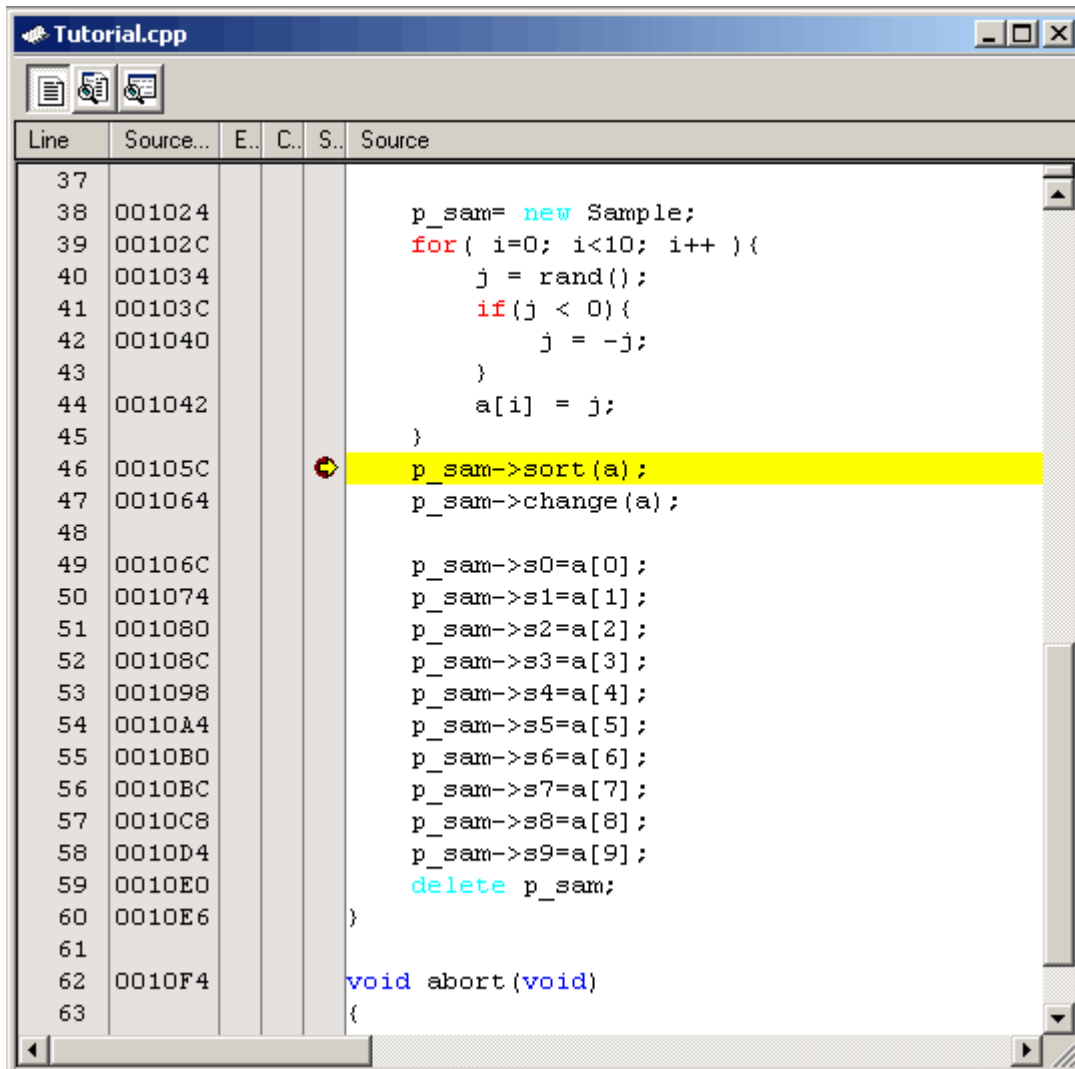 Tutorial.cpp
Line Source... E.. C.. S.. Source
37
38 001024 p_sam= new Sample;
39 00102C for( i=0; i<10; i++ ){
40 001034 j = rand();
41 00103C if(j < 0){
42 001040 j = -j;
43 }
44 001042 a[i] = j;
45 }
46 00105C p_sam->sort(a);
47 001064 p_sam->change(a);
48
49 00106C p_sam->s0=a[0];
50 001074 p_sam->s1=a[1];
51 001080 p_sam->s2=a[2];
52 00108C p_sam->s3=a[3];
53 001098 p_sam->s4=a[4];
54 0010A4 p_sam->s5=a[5];
55 0010B0 p_sam->s6=a[6];
56 0010BC p_sam->s7=a[7];
57 0010C8 p_sam->s8=a[8];
58 0010D4 p_sam->s9=a[9];
59 0010E0 delete p_sam;
60 0010E6 }
61
62 0010F4 void abort(void)
63 {